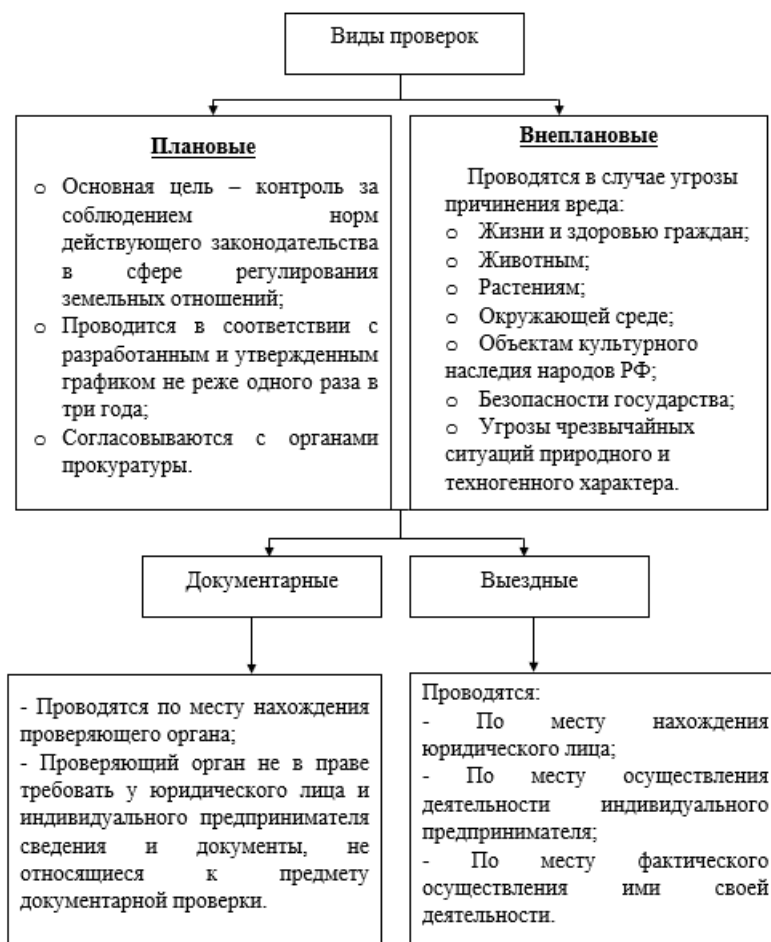 Виды проверок
Плановые
o Основная цель – контроль за
соблюдением норм
действующего законодательства
в сфере регулирования
земельных отношений;
o Проводится в соответствии с
разработанным и утвержденным
графиком не реже одного раза в
три года;
o Согласовываются с органами
прокуратуры.
Внеплановые
Проводятся в случае угрозы
причинения вреда:
o Жизни и здоровью граждан;
o Животным;
o Растениям;
o Окружающей среде;
o Объектам культурного
наследия народов РФ;
o Безопасности государства;
o Угрозы чрезвычайных
ситуаций природного и
техногенного характера.
Документарные
Выездные
- Проводятся по месту нахождения
проверяющего органа;
- Проверяющий орган не в праве
требовать у юридического лица и
индивидуального предпринимателя
сведения и документы, не
относящиеся к предмету
документарной проверки.
Проводятся:
- По месту нахождения
юридического лица;
- По месту осуществления
деятельности индивидуального
предпринимателя;
- По месту фактического
осуществления ими своей
деятельности.